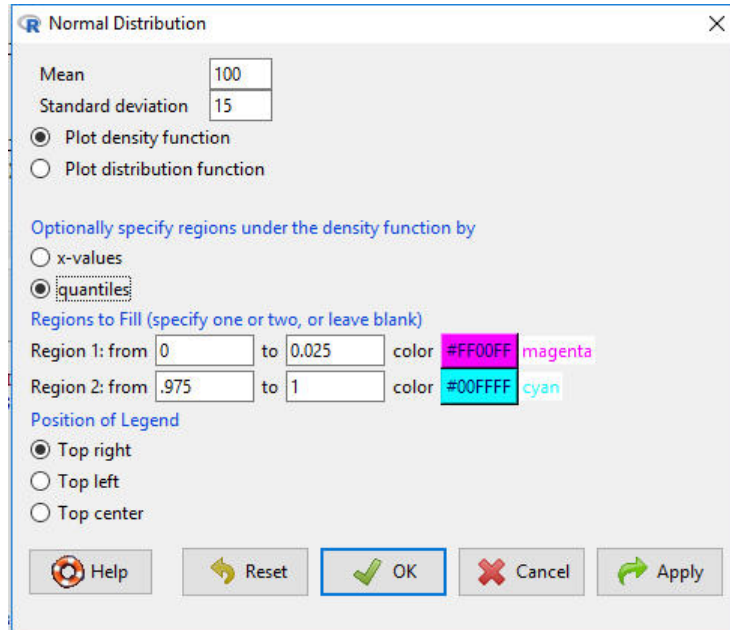 Normal Distribution
Mean 100
Standard deviation 15
Plot density function
Plot distribution function
Optionally specify regions under the density function by
x-values
quantiles
Regions to Fill (specify one or two, or leave blank)
Region 1: from 0 to 0.025 color #FF00FF magenta
Region 2: from .975 to 1 color #00FFFF cyan
Position of Legend
Top right
Top left
Top center
Help Reset OK Cancel Apply